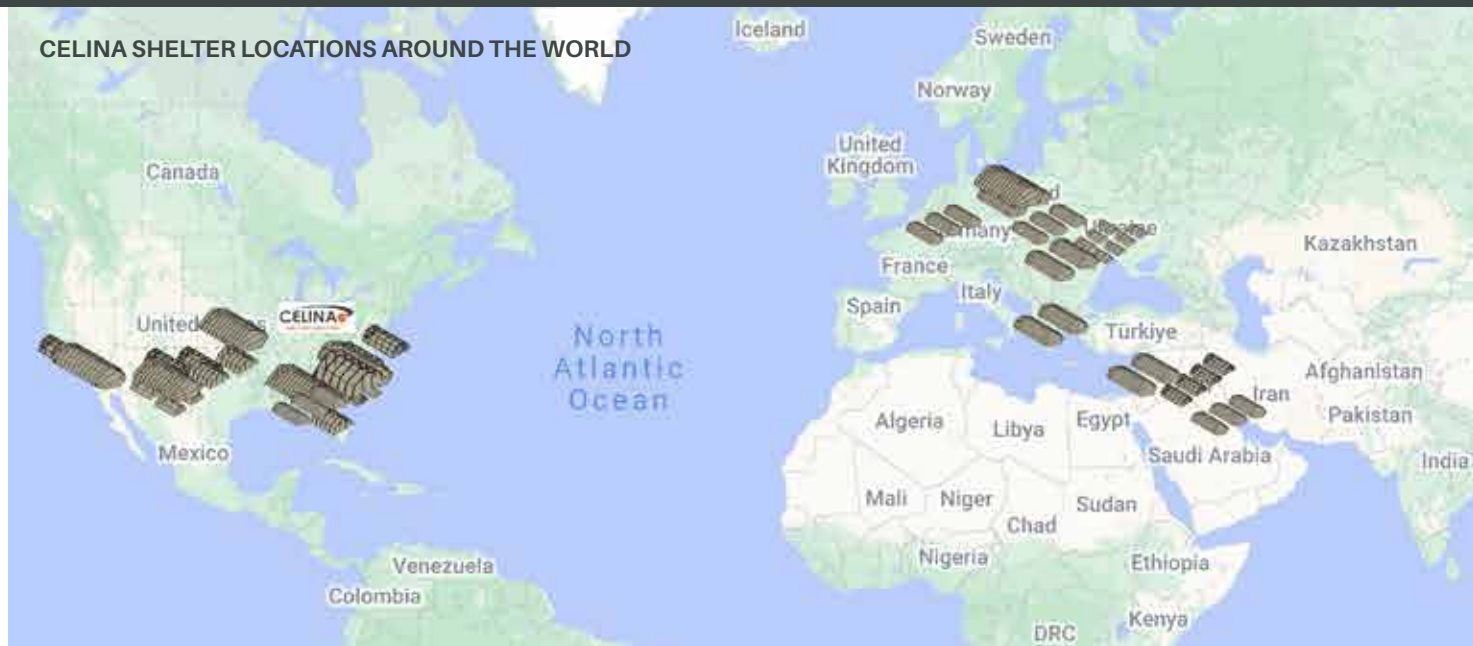 CELINA SHELTER LOCATIONS AROUND THE WORLD
Iceland
Sweden
Norway
United
Kingdom
Canada
Kazakhstan
France
Italy
Spain
CELINA
United
Türkiye
North
Atlantic
Ocean
Afghanistan
Iran
Algeria
Libya
Egypt
Pakistan
Mexico
Saudi Arabia
India
Mali
Niger
Sudan
Chad
Nigeria
Ethiopia
Venezuela
Colombia
Kenya
DRC